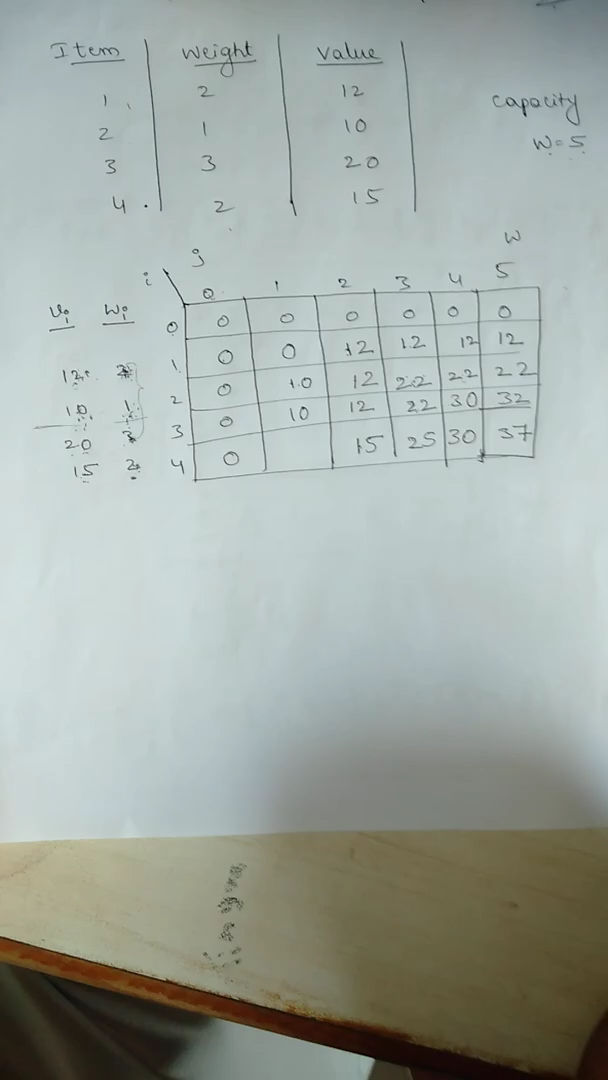 Item Weight Value
1 2 12
2 1 10
3 3 20
4 2 15
capacity
W=5
j W
i 0 1 2 3 4 5
vi wi
0 0 0 0 0 0 0
12 2 1 0 0 12 12 12 12
10 1 2 0 10 12 22 22 22
20 3 3 0 10 12 22 30 32
15 2 4 0 15 25 30 37